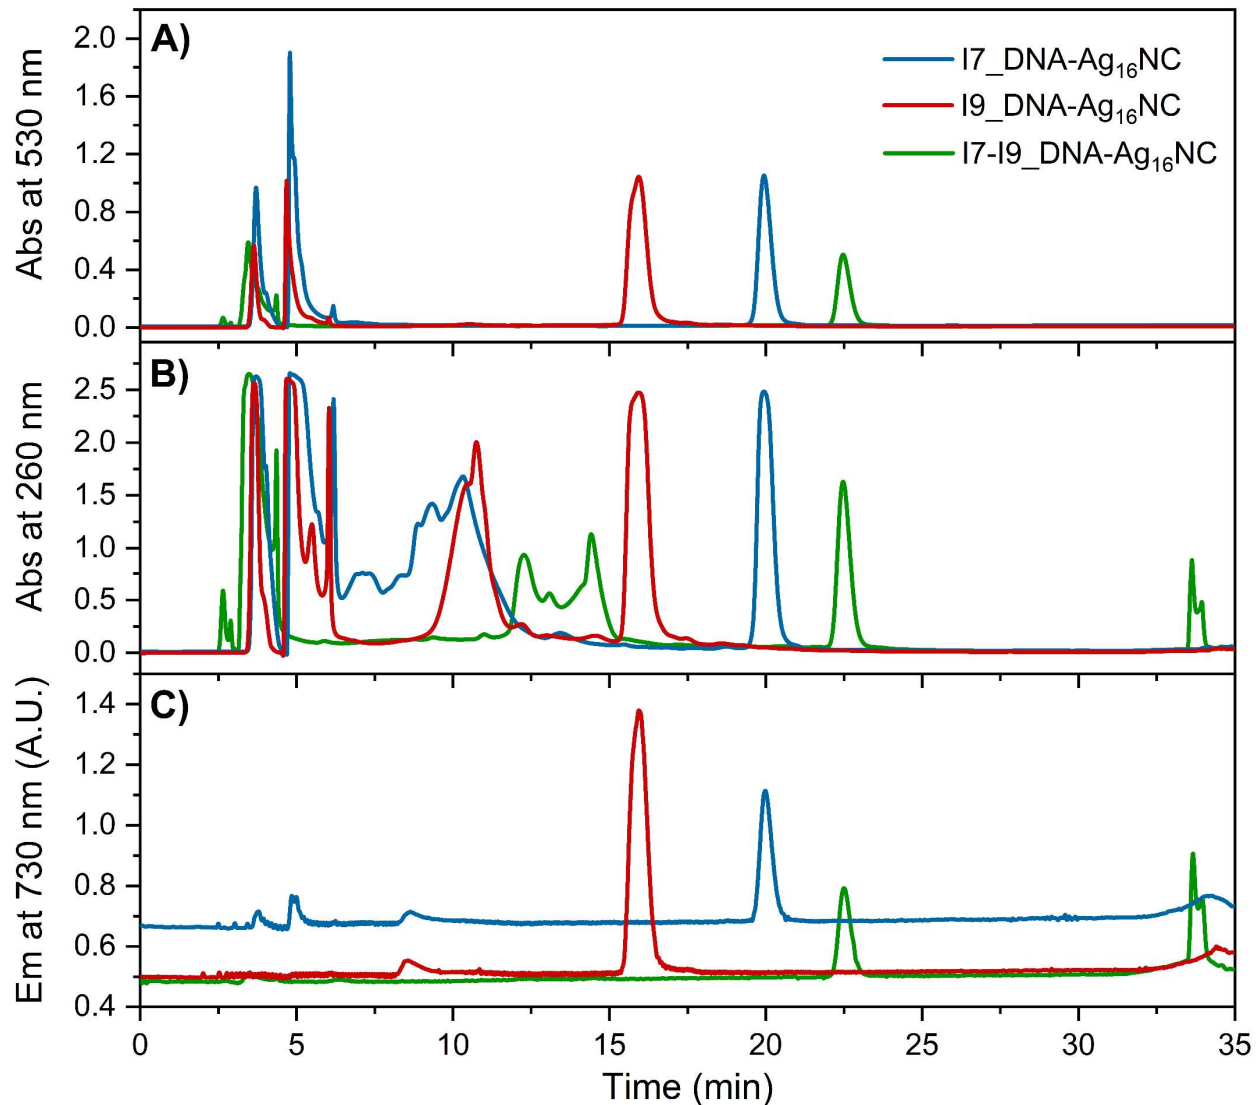 A)
Abs at 530 nm
2.0
1.6
1.2
0.8
0.4
0.0
I7_DNA-Ag₁₆NC
I9_DNA-Ag₁₆NC
I7-I9_DNA-Ag₁₆NC
B)
Abs at 260 nm
2.5
2.0
1.5
1.0
0.5
0.0
C)
Em at 730 nm (A.U.)
1.4
1.2
1.0
0.8
0.6
0.4
0 5 10 15 20 25 30 35
Time (min)